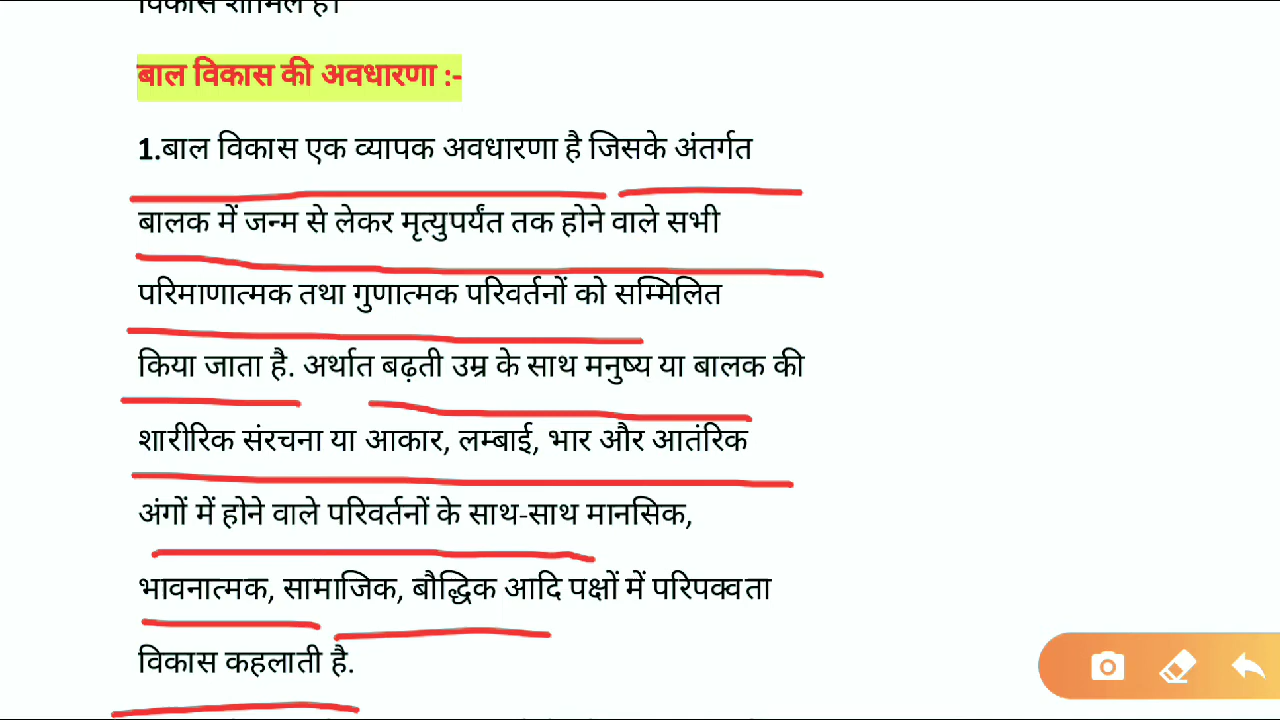 विकास शामिल है।
बाल विकास की अवधारणा :-
1.बाल विकास एक व्यापक अवधारणा है जिसके अंतर्गत
बालक में जन्म से लेकर मृत्युपर्यंत तक होने वाले सभी
परिमाणात्मक तथा गुणात्मक परिवर्तनों को सम्मिलित
किया जाता है. अर्थात बढ़ती उम्र के साथ मनुष्य या बालक की
शारीरिक संरचना या आकार, लम्बाई, भार और आतंरिक
अंगों में होने वाले परिवर्तनों के साथ-साथ मानसिक,
भावनात्मक, सामाजिक, बौद्धिक आदि पक्षों में परिपक्वता
विकास कहलाती है.